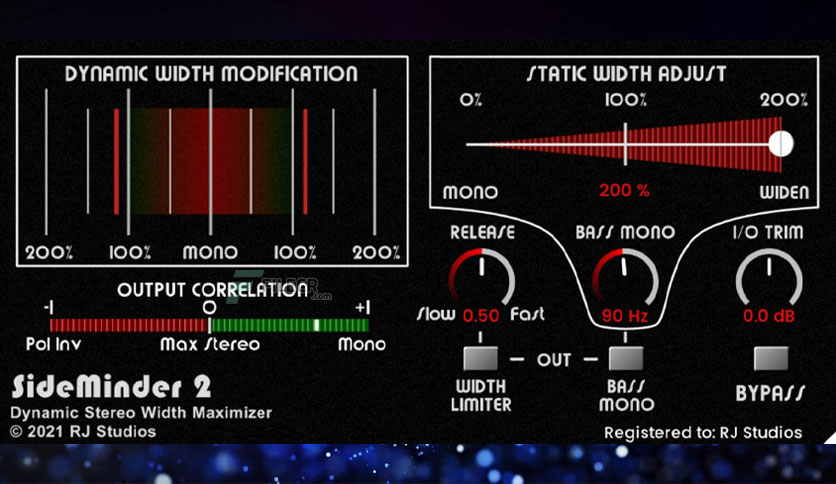 DYNAMIC WIDTH MODIFICATION
200% 100% MONO 100% 200%
OUTPUT CORRELATION
FILECR
.com
-1 0 +1
Pol Inv Max Stereo Mono
SideMinder 2
Dynamic Stereo Width Maximizer
© 2021 RJ Studios
STATIC WIDTH ADJUST
0% 100% 200%
MONO 200 % WIDEN
RELEASE BASS MONO I/O TRIM
Slow 0.50 Fast 90 Hz 0.0 dB
OUT
WIDTH
LIMITER
BASS
MONO
BYPASS
Registered to: RJ Studios